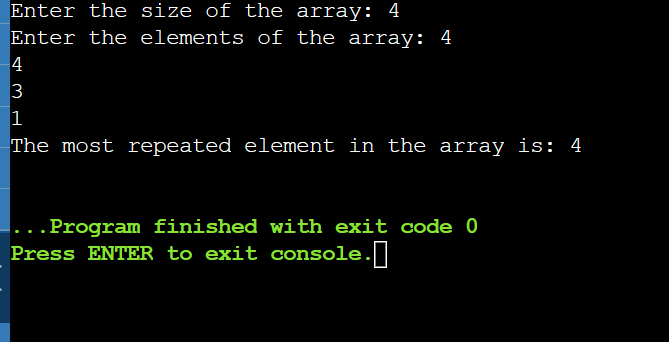 Enter the size of the array: 4
Enter the elements of the array: 4
4
3
1
The most repeated element in the array is: 4
...Program finished with exit code 0
Press ENTER to exit console.